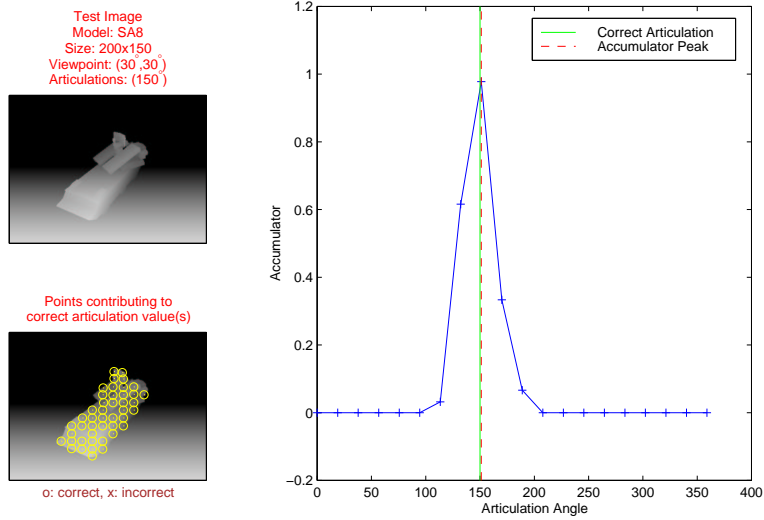 Test Image
Model: SA8
Size: 200x150
Viewpoint: (30°,30°)
Articulations: (150°)
Points contributing to
correct articulation value(s)
o: correct, x: incorrect
Correct Articulation
Accumulator Peak
Accumulator
1.2
1
0.8
0.6
0.4
0.2
0
−0.2
0 50 100 150 200 250 300 350 400
Articulation Angle